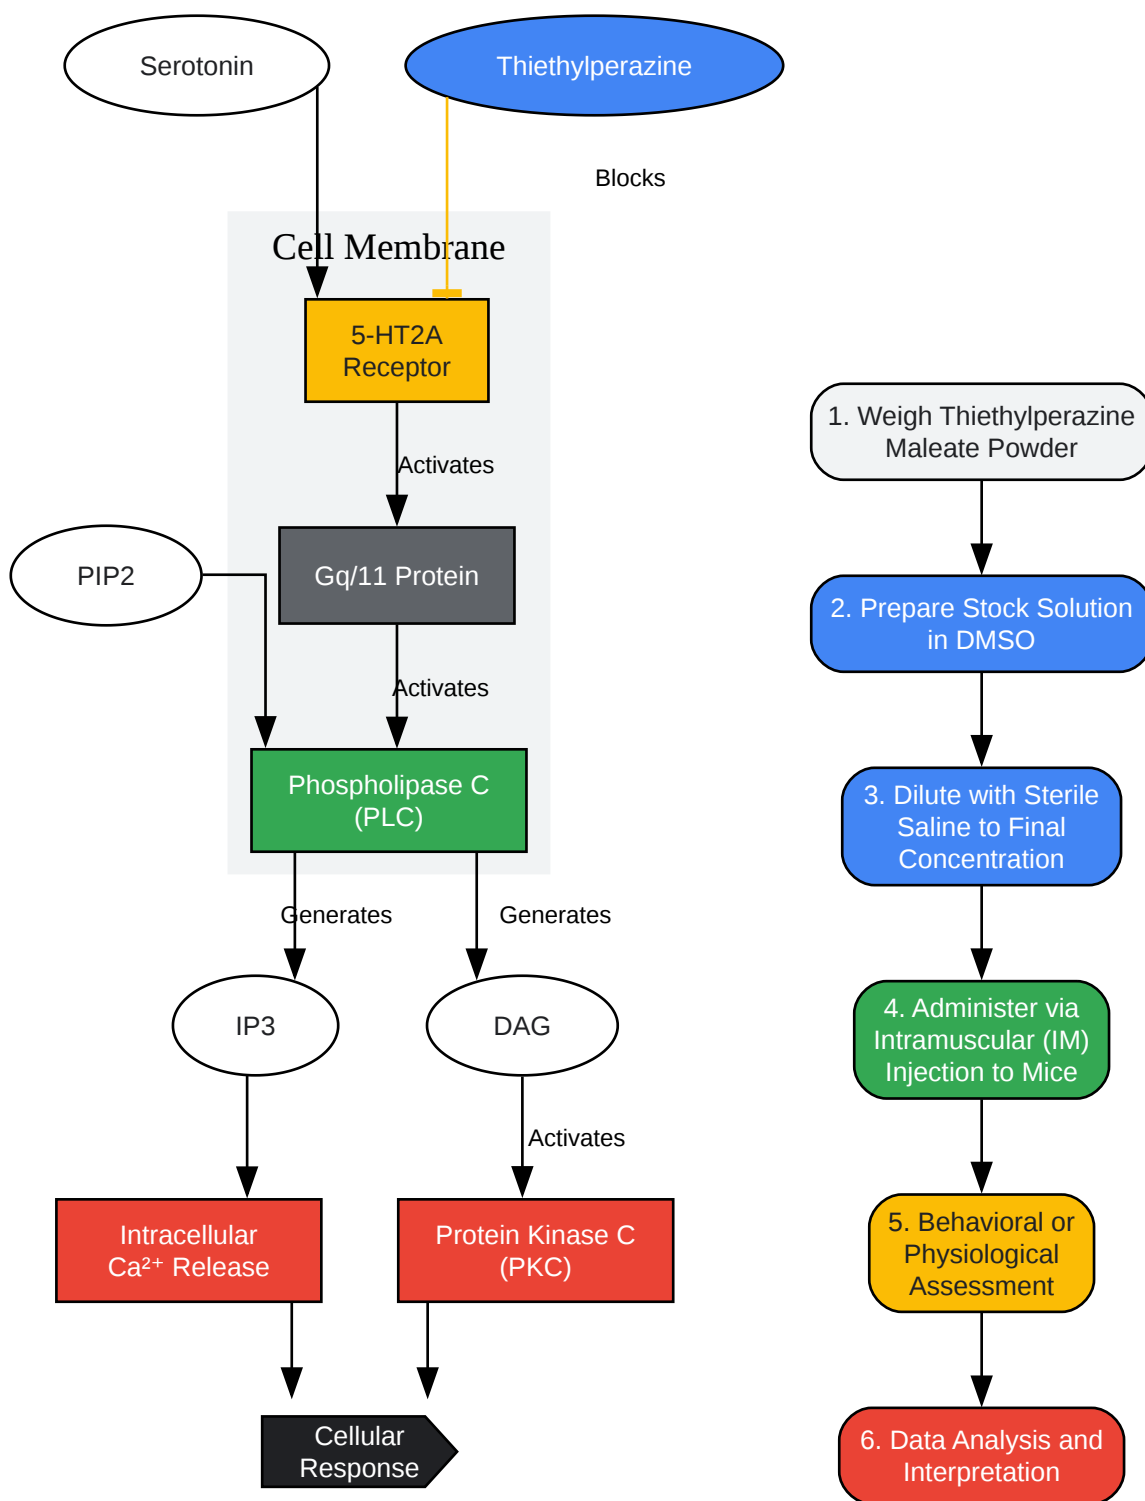 Serotonin
Thiethylperazine
Blocks
Cell Membrane
5-HT2A
Receptor
Activates
Gq/11 Protein
PIP2
Activates
Phospholipase C
(PLC)
Generates
Generates
IP3
DAG
Activates
Intracellular
Ca²⁺ Release
Protein Kinase C
(PKC)
Cellular
Response
1. Weigh Thiethylperazine
Maleate Powder
2. Prepare Stock Solution
in DMSO
3. Dilute with Sterile
Saline to Final
Concentration
4. Administer via
Intramuscular (IM)
Injection to Mice
5. Behavioral or
Physiological
Assessment
6. Data Analysis and
Interpretation